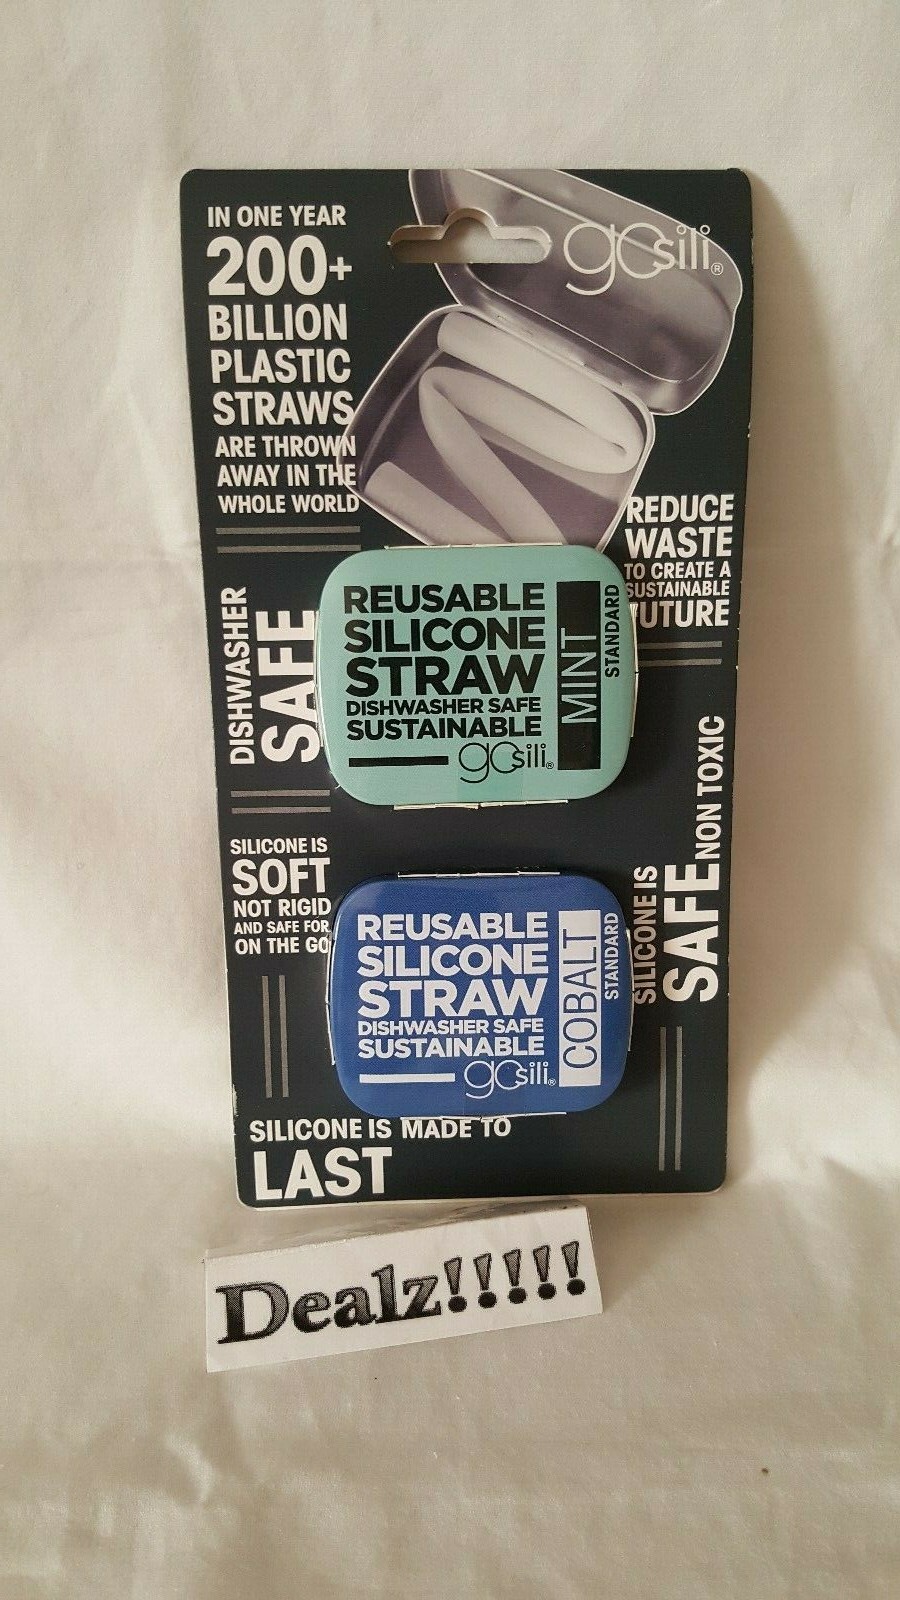 IN ONE YEAR
200+
BILLION
PLASTIC
STRAWS
ARE THROWN
AWAY IN THE
WHOLE WORLD
gosili®
REDUCE
WASTE
TO CREATE A
SUSTAINABLE
FUTURE
DISHWASHER
SAFE
REUSABLE
SILICONE
STRAW
DISHWASHER SAFE
SUSTAINABLE
gosili®
MINT
STANDARD
SILICONE IS
SOFT
NOT RIGID
AND SAFE FOR
ON THE GO
SILICONE IS
SAFE NON TOXIC
REUSABLE
SILICONE
STRAW
DISHWASHER SAFE
SUSTAINABLE
gosili®
COBALT
STANDARD
SILICONE IS MADE TO
LAST
Dealz!!!!!